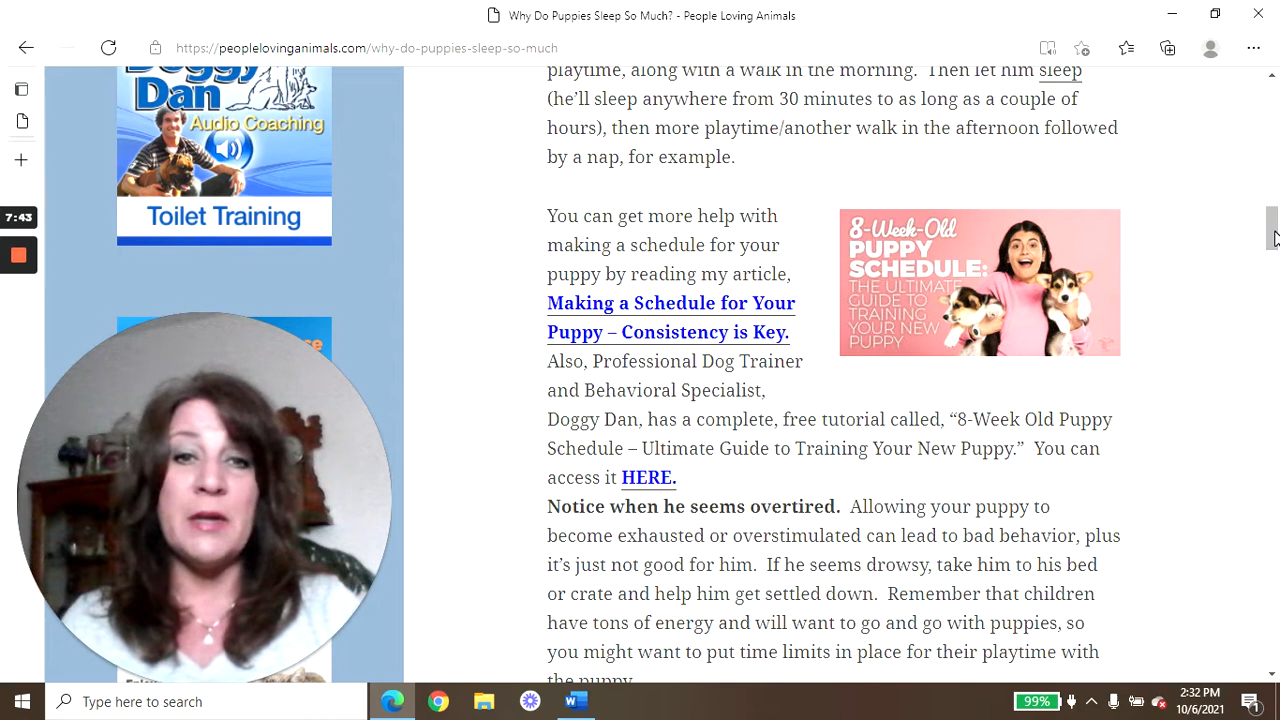 Why Do Puppies Sleep So Much? - People Loving Animals
https://peoplelovinganimals.com/why-do-puppies-sleep-so-much
Doggy
Dan
Audio Coaching
Toilet Training
7:43
playtime, along with a walk in the morning.  Then let him sleep
(he’ll sleep anywhere from 30 minutes to as long as a couple of
hours), then more playtime/another walk in the afternoon followed
by a nap, for example.
You can get more help with
making a schedule for your
puppy by reading my article,
Making a Schedule for Your
Puppy – Consistency is Key.
Also, Professional Dog Trainer
and Behavioral Specialist,
8-Week-Old
PUPPY
SCHEDULE:
THE ULTIMATE
GUIDE TO
TRAINING
YOUR NEW
PUPPY
Doggy Dan, has a complete, free tutorial called, “8-Week Old Puppy
Schedule – Ultimate Guide to Training Your New Puppy.”  You can
access it HERE.
Notice when he seems overtired.  Allowing your puppy to
become exhausted or overstimulated can lead to bad behavior, plus
it’s just not good for him.  If he seems drowsy, take him to his bed
or crate and help him get settled down.  Remember that children
have tons of energy and will want to go and go with puppies, so
you might want to put time limits in place for their playtime with
the puppy
Type here to search
99%
2:32 PM
10/6/2021
1